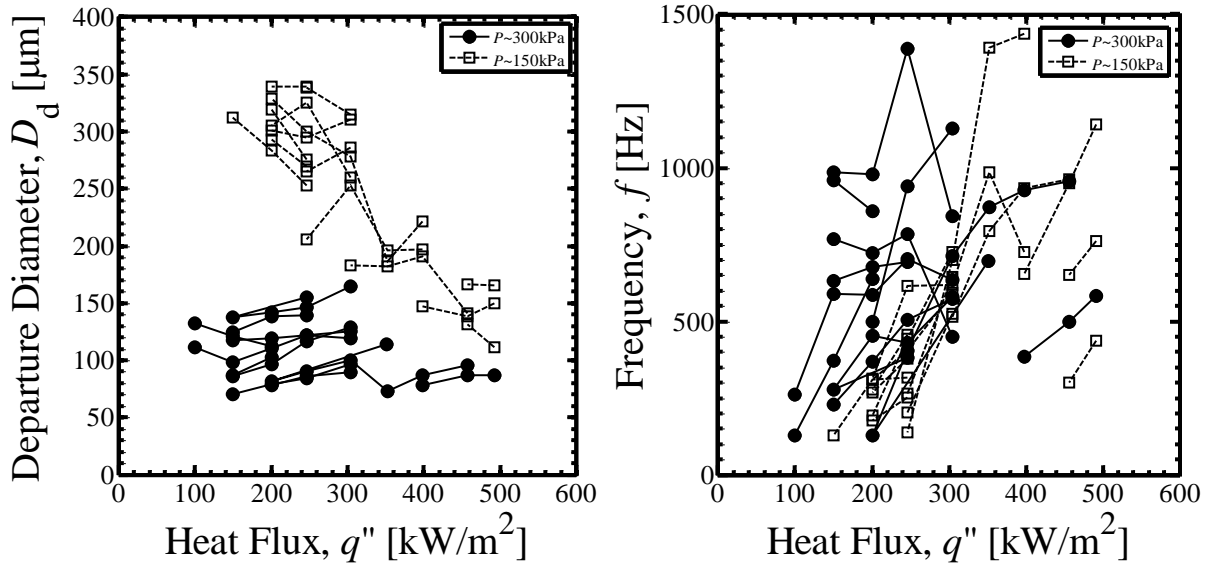 Departure Diameter, D_d [µm]
400
350
300
250
200
150
100
50
0
0 100 200 300 400 500 600
Heat Flux, q" [kW/m²]
P~300kPa
P~150kPa
Frequency, f [Hz]
1500
1000
500
0
0 100 200 300 400 500 600
Heat Flux, q" [kW/m²]
P~300kPa
P~150kPa